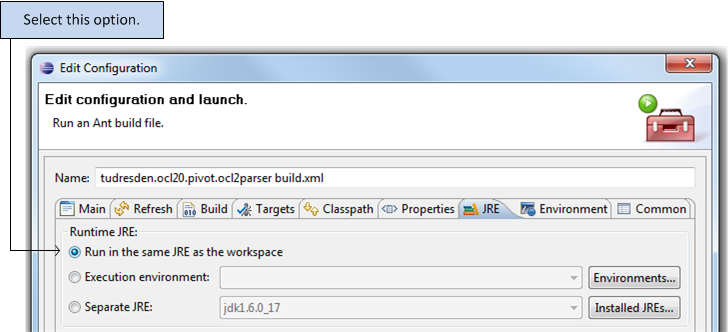 Select this option.
Edit Configuration
Edit configuration and launch.
Run an Ant build file.
Name: tudresden.ocl20.pivot.ocl2parser build.xml
Main Refresh Build Targets Classpath Properties JRE Environment Common
Runtime JRE:
Run in the same JRE as the workspace
Execution environment: Environments...
Separate JRE: jdk1.6.0_17 Installed JREs...